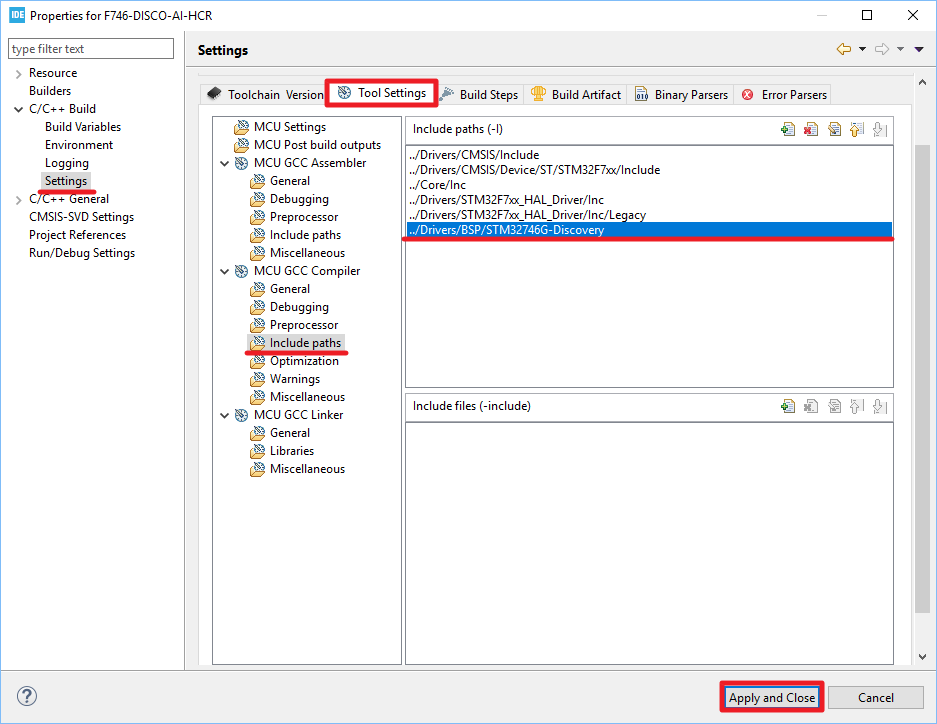 IDE Properties for F746-DISCO-AI-HCR
type filter text
Resource
Builders
C/C++ Build
Build Variables
Environment
Logging
Settings
C/C++ General
CMSIS-SVD Settings
Project References
Run/Debug Settings
Settings
Toolchain Version
Tool Settings
Build Steps
Build Artifact
Binary Parsers
Error Parsers
MCU Settings
MCU Post build outputs
MCU GCC Assembler
General
Debugging
Preprocessor
Include paths
Miscellaneous
MCU GCC Compiler
General
Debugging
Preprocessor
Include paths
Optimization
Warnings
Miscellaneous
MCU GCC Linker
General
Libraries
Miscellaneous
Include paths (-I)
../Drivers/CMSIS/Include
../Drivers/CMSIS/Device/ST/STM32F7xx/Include
../Core/Inc
../Drivers/STM32F7xx_HAL_Driver/Inc
../Drivers/STM32F7xx_HAL_Driver/Inc/Legacy
../Drivers/BSP/STM32746G-Discovery
Include files (-include)
?
Apply and Close
Cancel